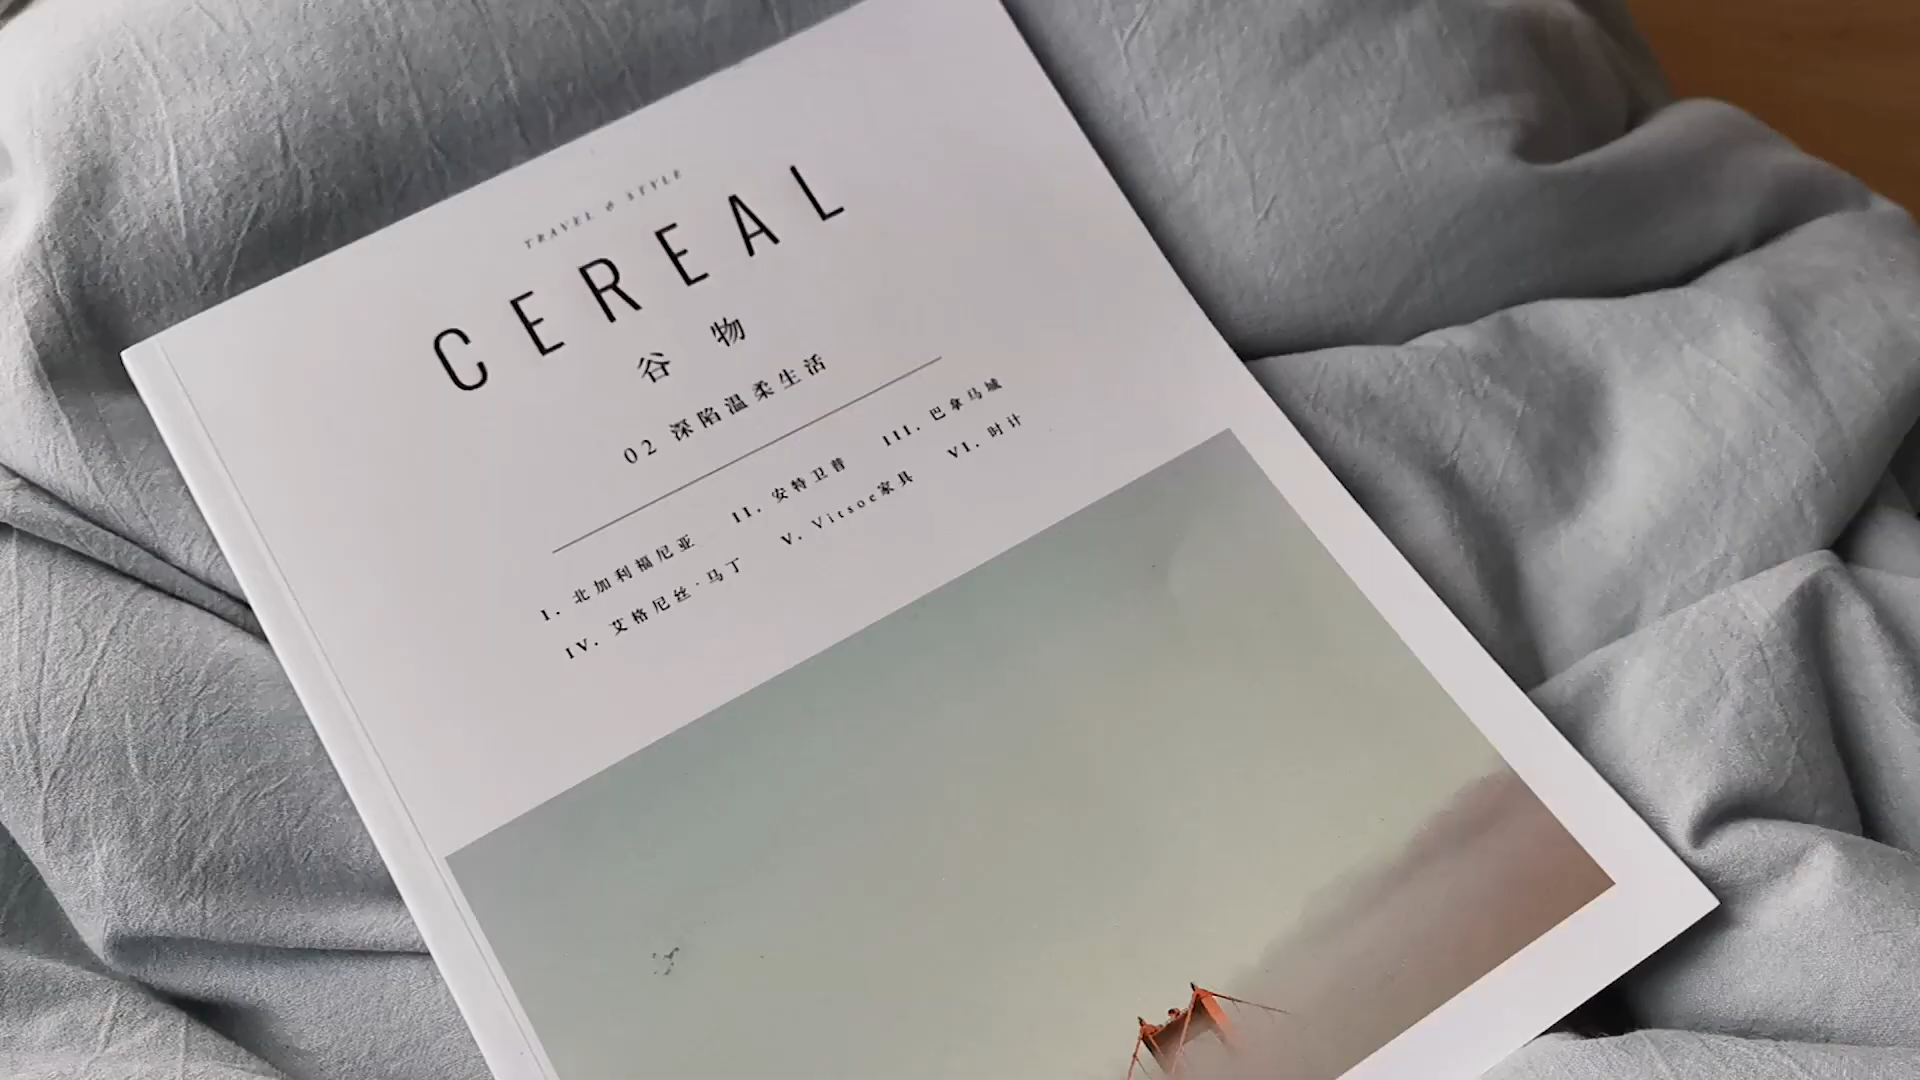 TRAVEL & STYLE
CEREAL
谷物
02 深陷温柔生活
I. 北加利福尼亚 II. 安特卫普 III. 巴拿马城
IV. 艾格尼丝·马丁 V. Vitsoe家具 VI. 时计